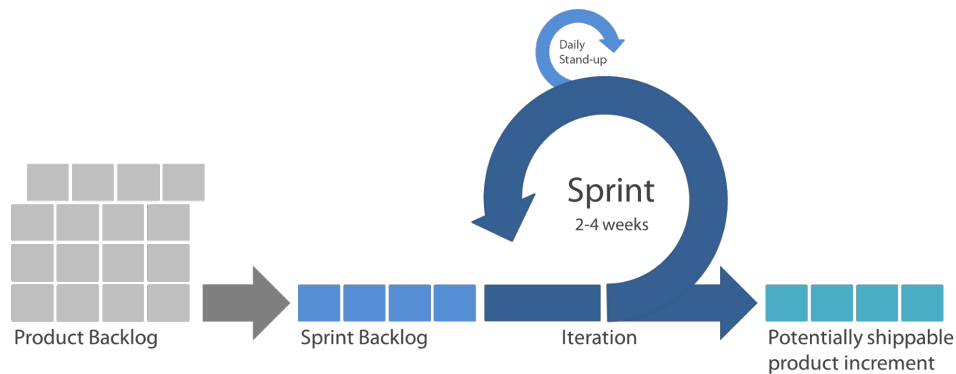 Daily
Stand-up
Sprint
2-4 weeks
Product Backlog
Sprint Backlog
Iteration
Potentially shippable
product increment